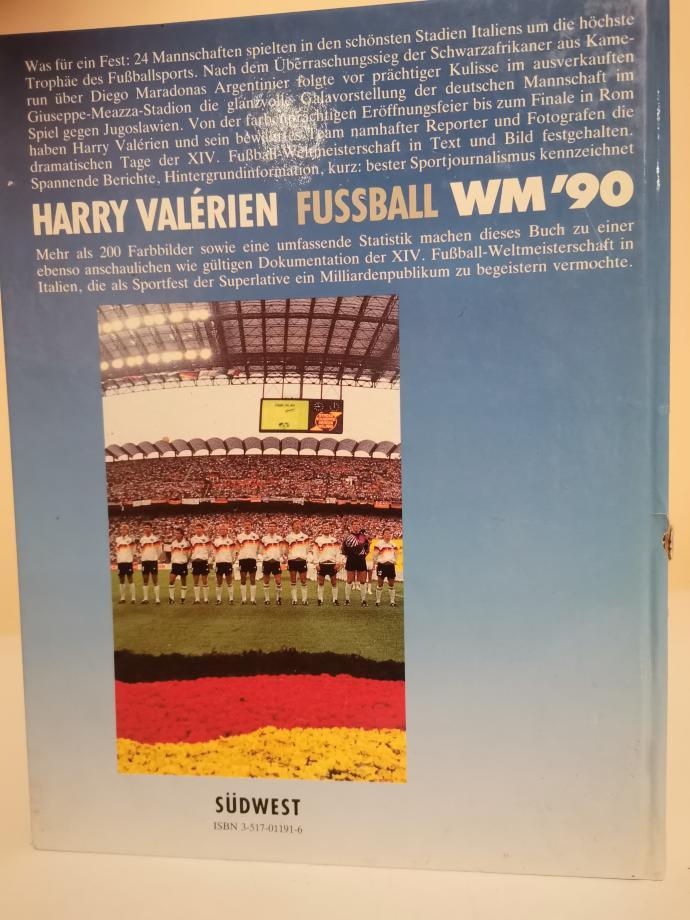 Was für ein Fest: 24 Mannschaften spielten in den schönsten Stadien Italiens um die höchste
Trophäe des Fußballsports. Nach dem Überraschungssieg der Schwarzafrikaner aus Kame-
run über Diego Maradonas Argentinier folgte vor prächtiger Kulisse im ausverkauften
Giuseppe-Meazza-Stadion die glanzvolle Galavorstellung der deutschen Mannschaft im
Spiel gegen Jugoslawien. Von der farbenprächtigen Eröffnungsfeier bis zum Finale in Rom
haben Harry Valérien und sein bewährtes Team namhafter Reporter und Fotografen die
dramatischen Tage der XIV. Fußball-Weltmeisterschaft in Text und Bild festgehalten.
Spannende Berichte, Hintergrundinformation, kurz: bester Sportjournalismus kennzeichnet
HARRY VALÉRIEN FUSSBALL WM '90
Mehr als 200 Farbbilder sowie eine umfassende Statistik machen dieses Buch zu einer
ebenso anschaulichen wie gültigen Dokumentation der XIV. Fußball-Weltmeisterschaft in
Italien, die als Sportfest der Superlative ein Milliardenpublikum zu begeistern vermochte.
SÜDWEST
ISBN 3-517-01191-6